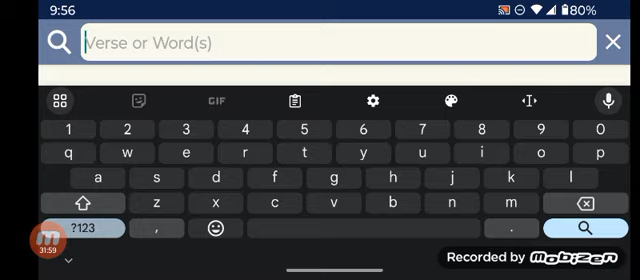 9:56 80%
Verse or Word(s)
GIF
1 2 3 4 5 6 7 8 9 0
q w e r t y u i o p
a s d f g h j k l
z x c v b n m
?123 , .
31:59
Recorded by MOBIZEN